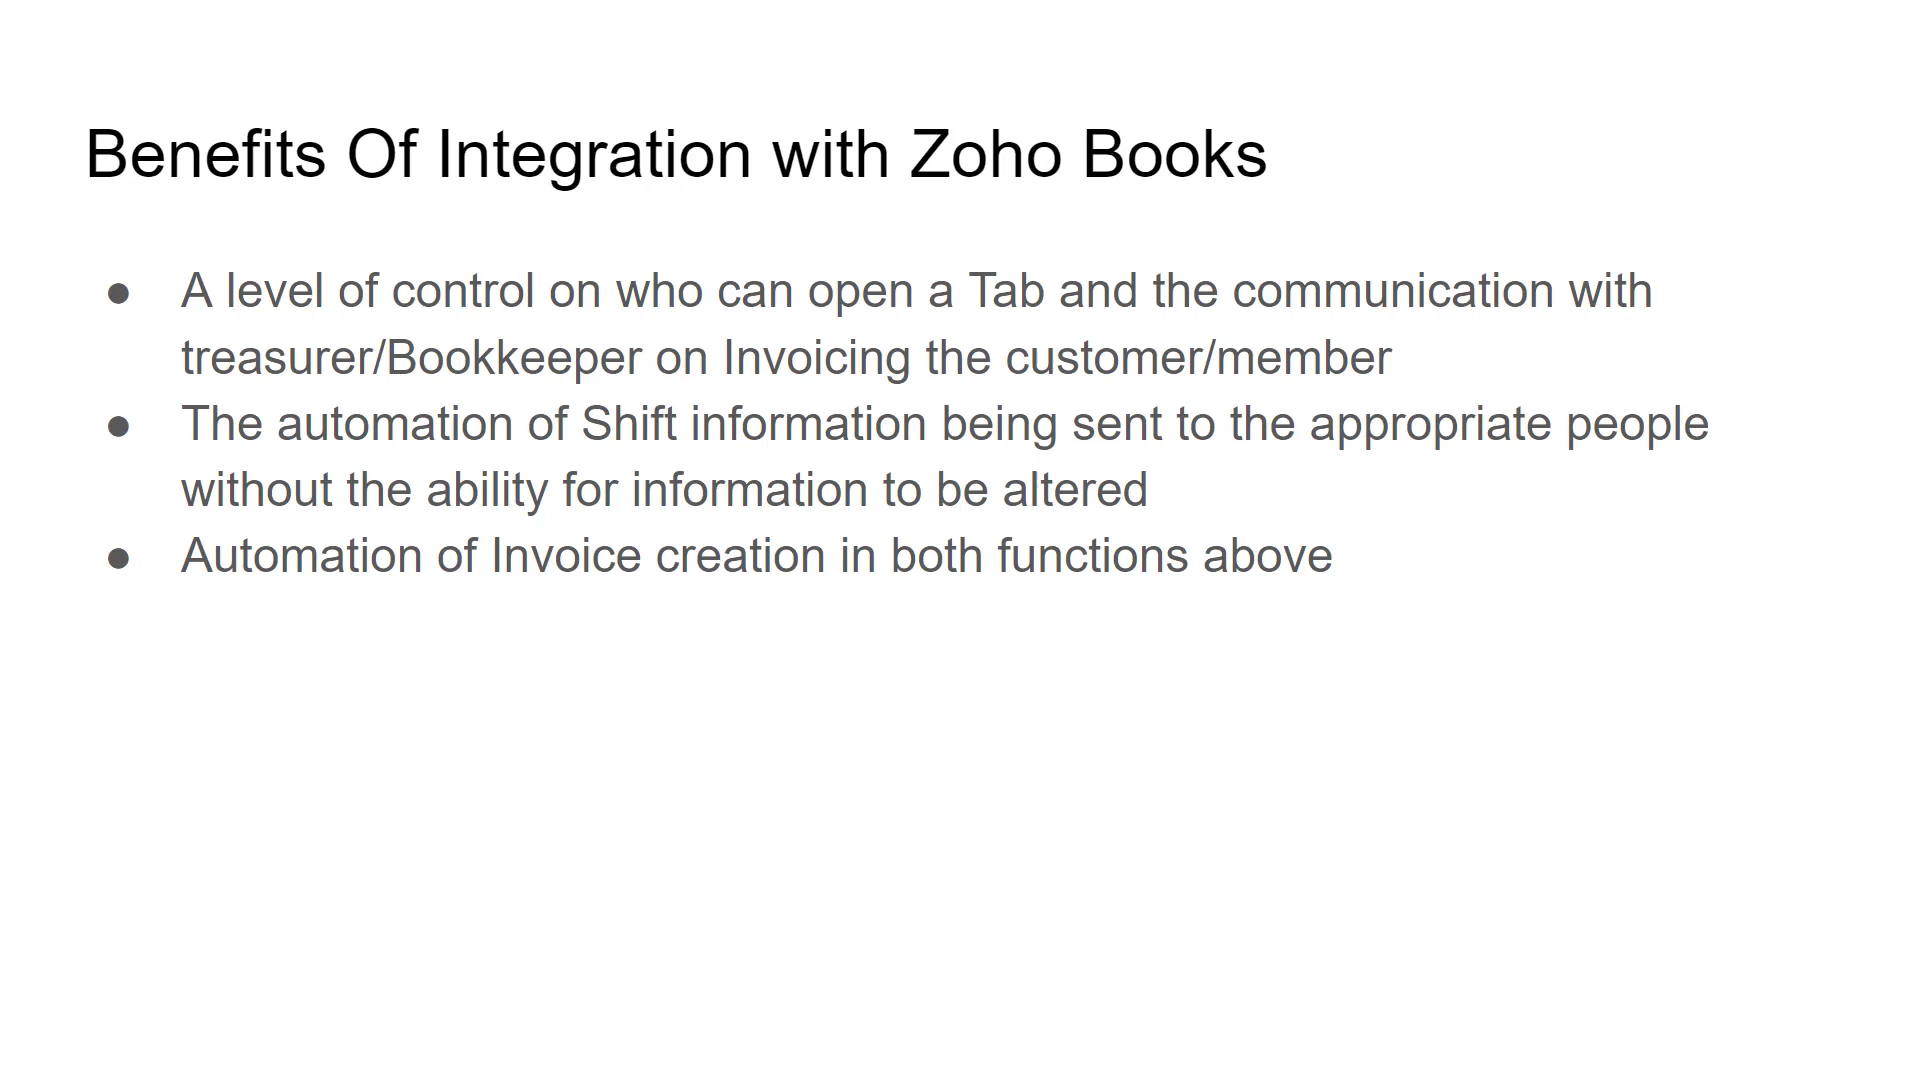 Benefits Of Integration with Zoho Books
● A level of control on who can open a Tab and the communication with
treasurer/Bookkeeper on Invoicing the customer/member
● The automation of Shift information being sent to the appropriate people
without the ability for information to be altered
● Automation of Invoice creation in both functions above